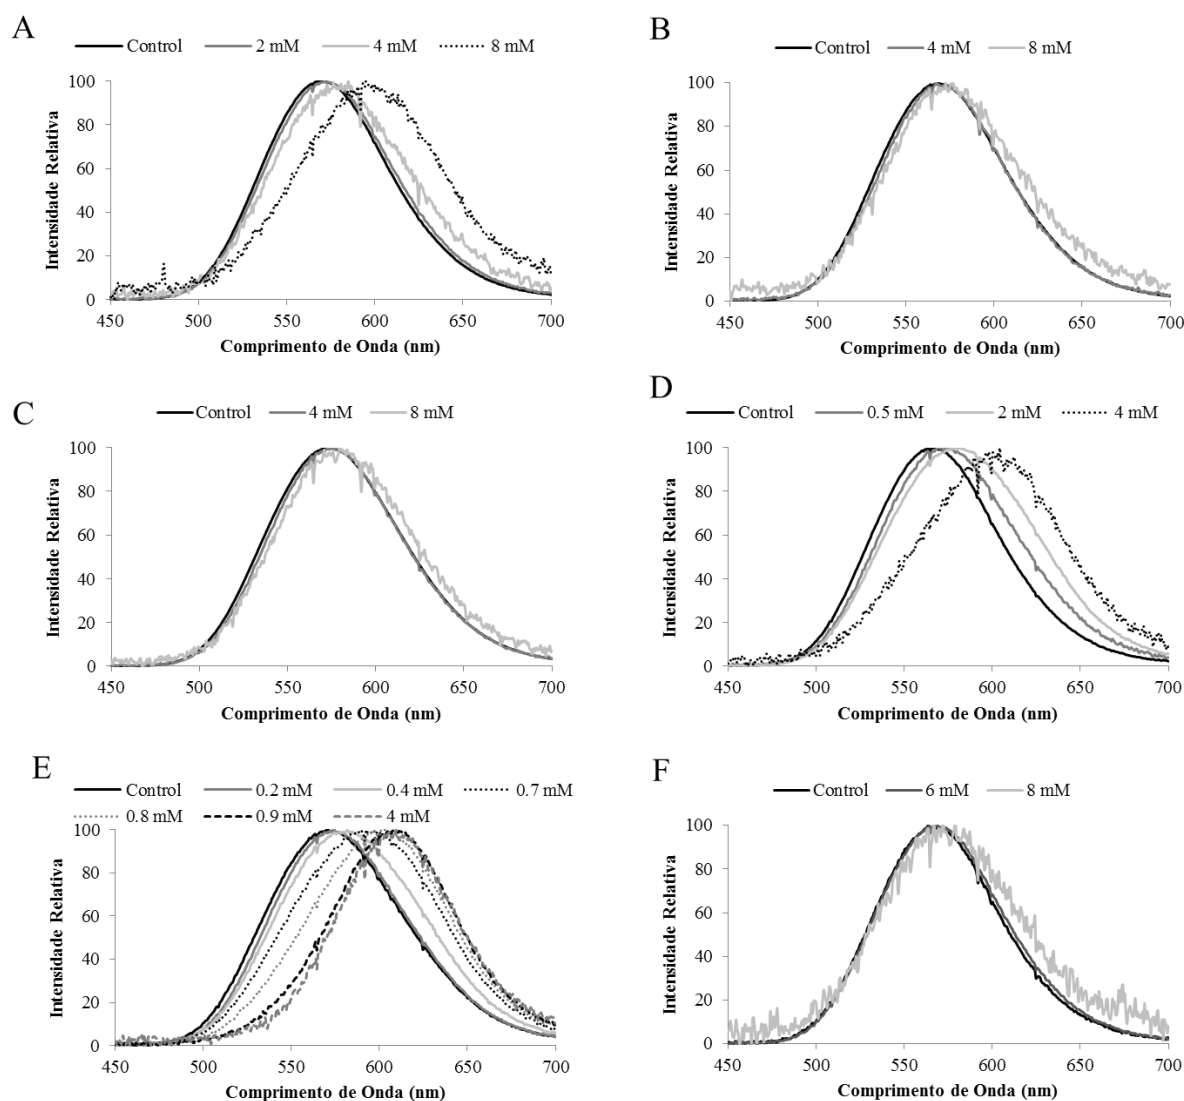 A
Control 2 mM 4 mM 8 mM
Intensidade Relativa
100
80
60
40
20
0
450 500 550 600 650 700
Comprimento de Onda (nm)
B
Control 4 mM 8 mM
Intensidade Relativa
100
80
60
40
20
0
450 500 550 600 650 700
Comprimento de Onda (nm)
C
Control 4 mM 8 mM
Intensidade Relativa
100
80
60
40
20
0
450 500 550 600 650 700
Comprimento de Onda (nm)
D
Control 0.5 mM 2 mM 4 mM
Intensidade Relativa
100
80
60
40
20
0
450 500 550 600 650 700
Comprimento de Onda (nm)
E
Control 0.2 mM 0.4 mM 0.7 mM
0.8 mM 0.9 mM 4 mM
Intensidade Relativa
100
80
60
40
20
0
450 500 550 600 650 700
Comprimento de Onda (nm)
F
Control 6 mM 8 mM
Intensidade Relativa
100
80
60
40
20
0
450 500 550 600 650 700
Comprimento de Onda (nm)